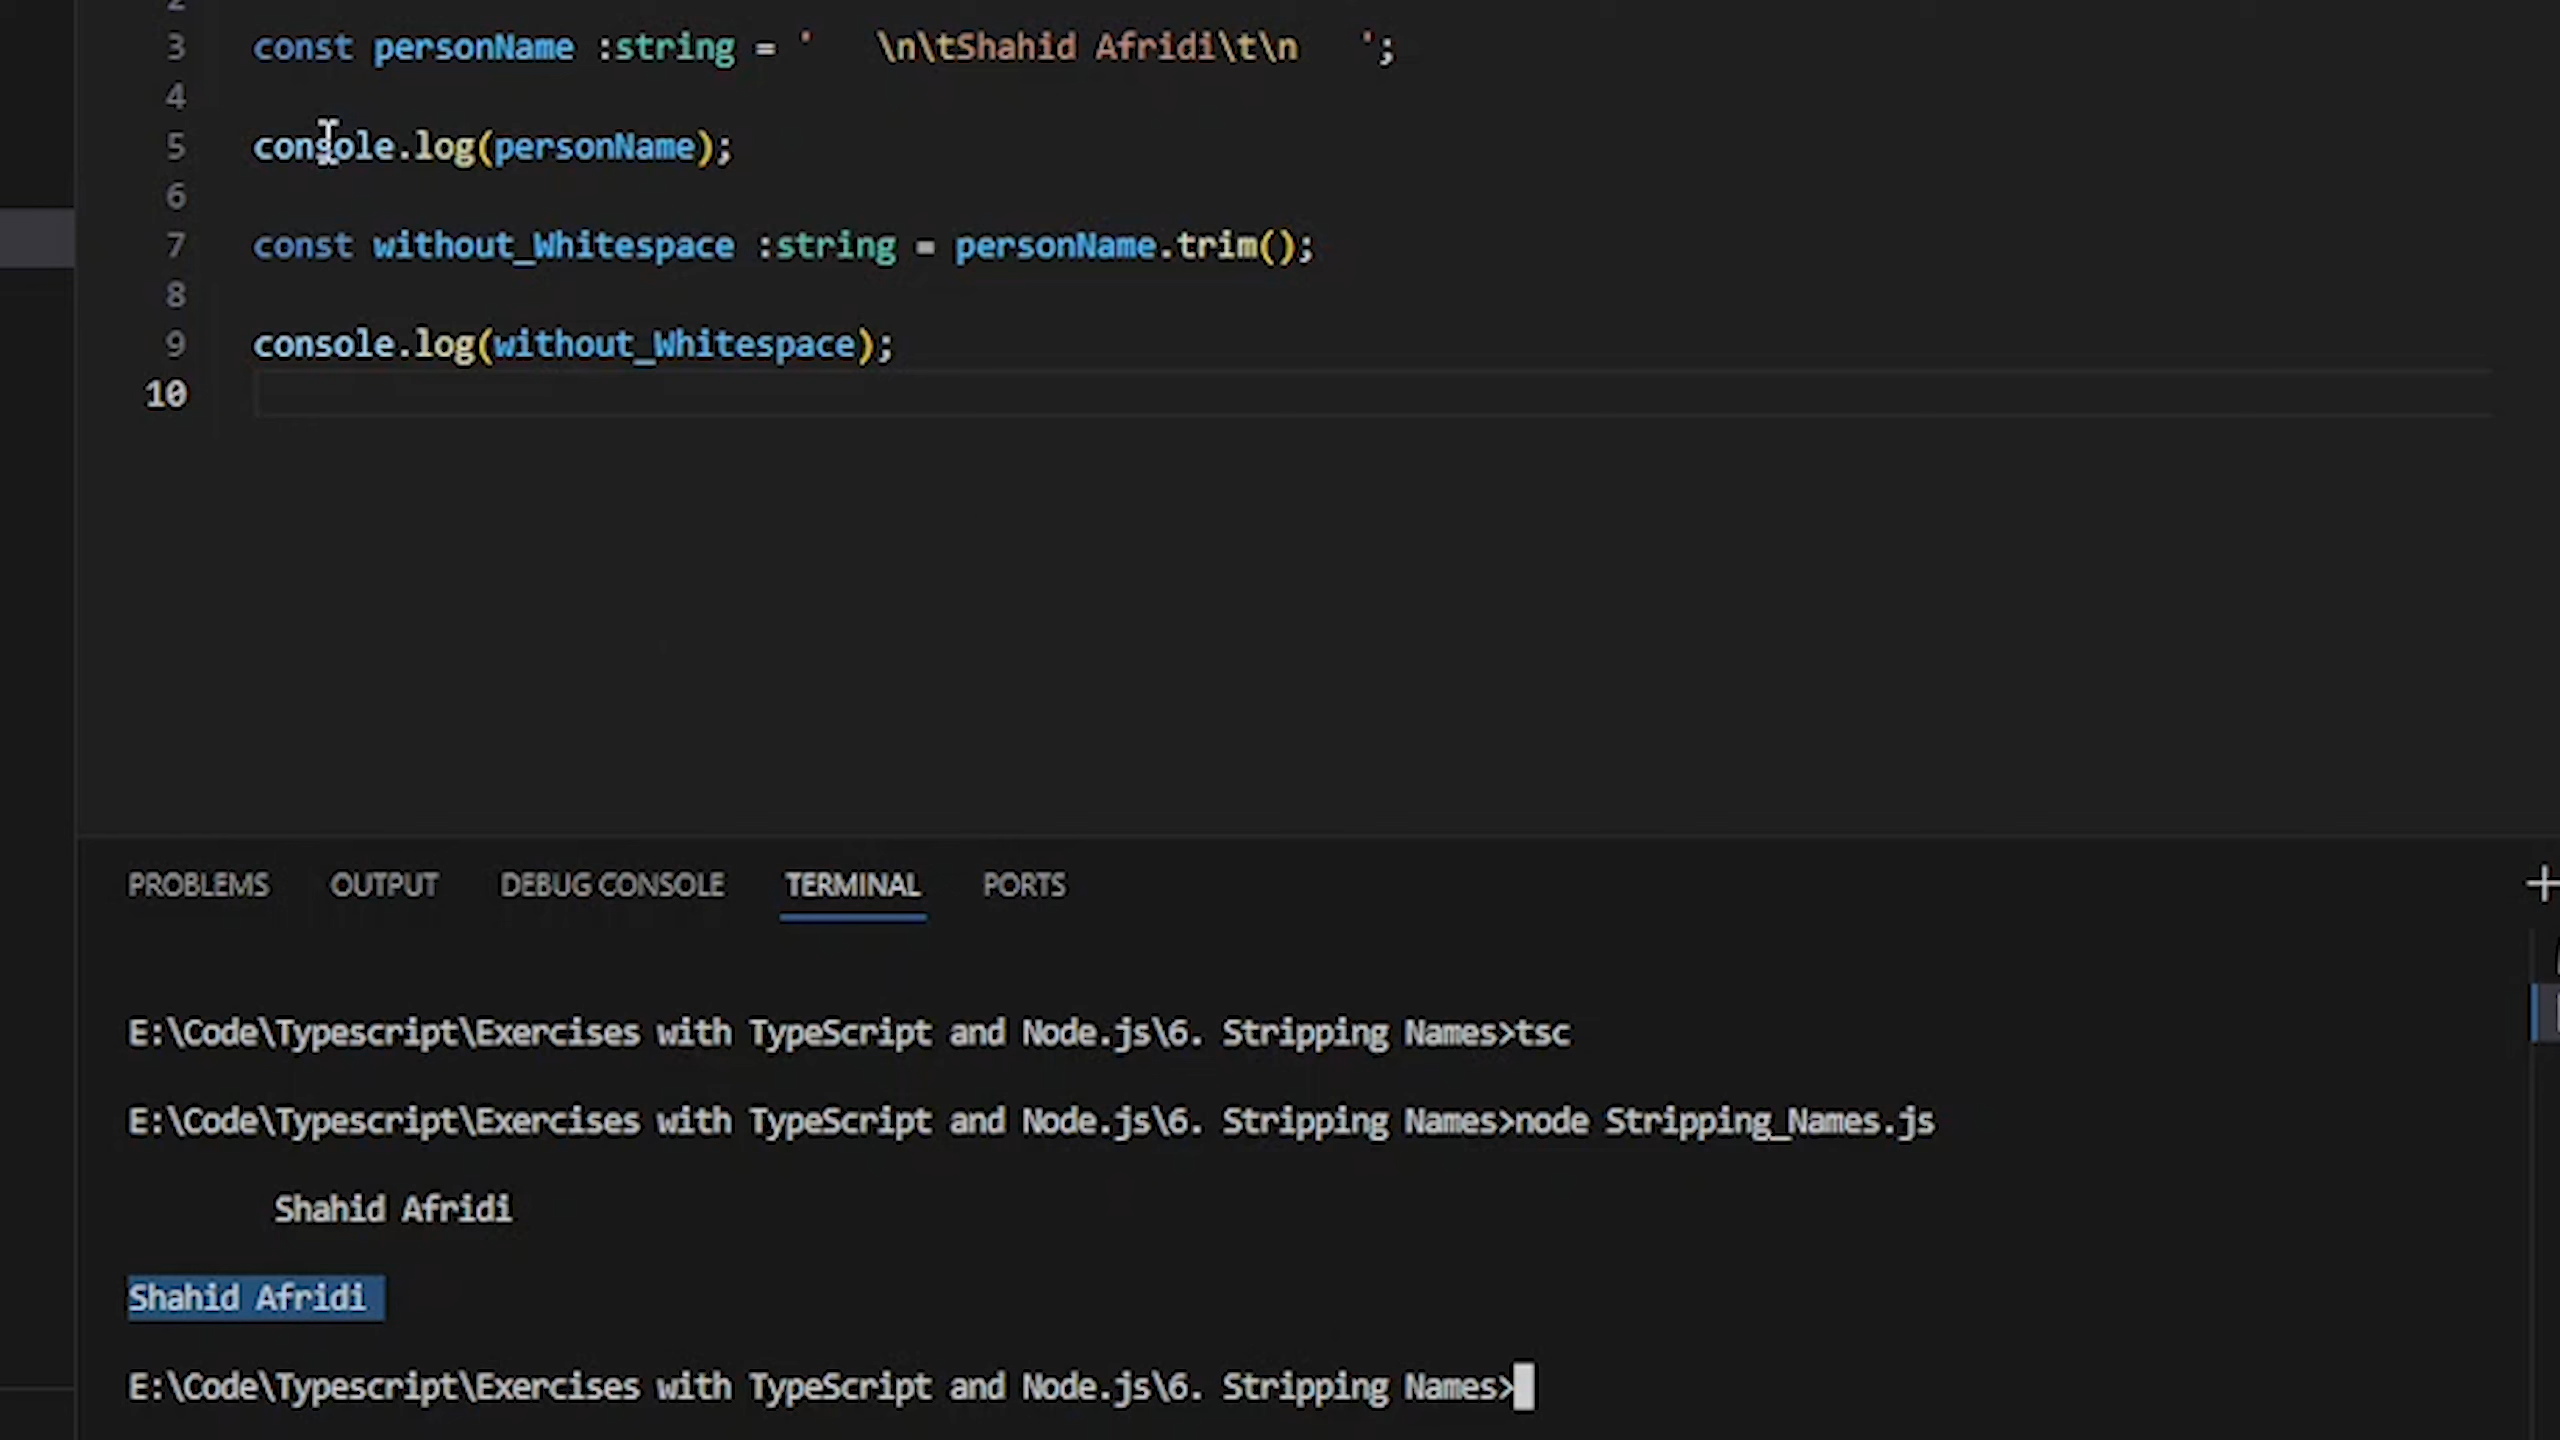 2
3 const personName :string = '   \n\tShahid Afridi\t\n   ';
4
5 console.log(personName);
6
7 const without_Whitespace :string = personName.trim();
8
9 console.log(without_Whitespace);
10
PROBLEMS OUTPUT DEBUG CONSOLE TERMINAL PORTS
E:\Code\Typescript\Exercises with TypeScript and Node.js\6. Stripping Names>tsc
E:\Code\Typescript\Exercises with TypeScript and Node.js\6. Stripping Names>node Stripping_Names.js
Shahid Afridi
Shahid Afridi
E:\Code\Typescript\Exercises with TypeScript and Node.js\6. Stripping Names>